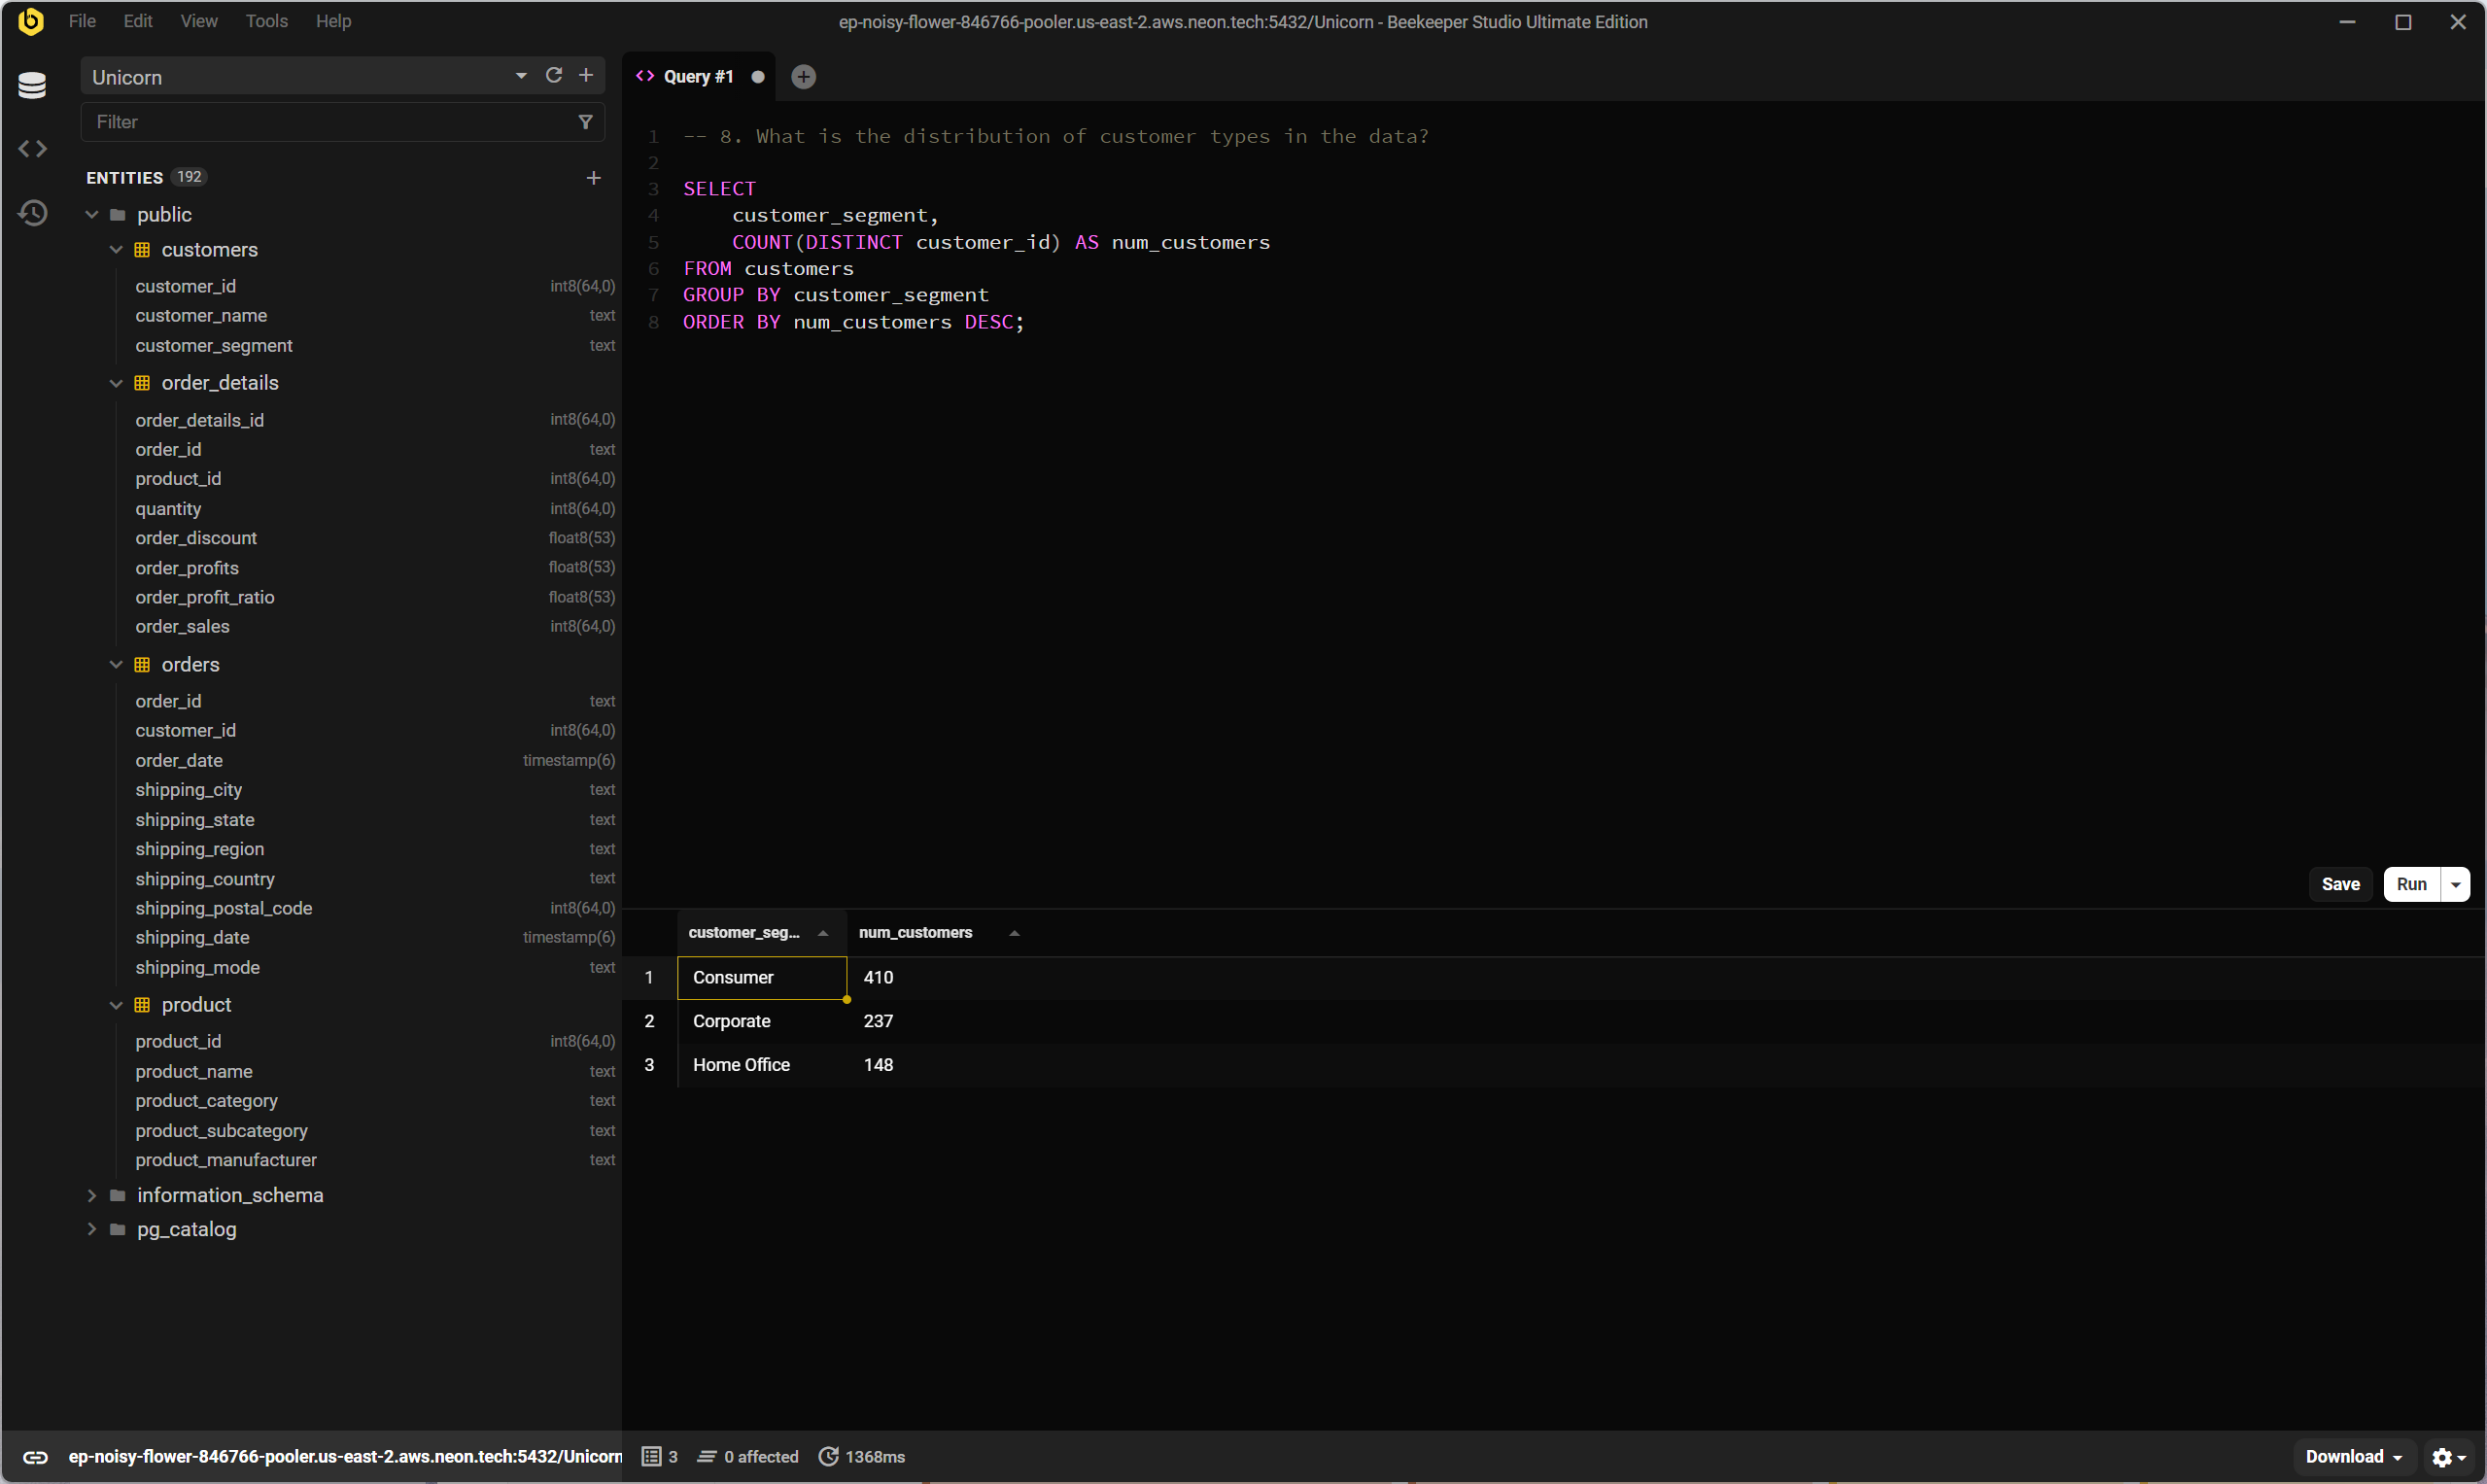 File Edit View Tools Help
ep-noisy-flower-846766-pooler.us-east-2.aws.neon.tech:5432/Unicorn - Beekeeper Studio Ultimate Edition
Unicorn
Filter
ENTITIES 192
public
customers
customer_id int8(64,0)
customer_name text
customer_segment text
order_details
order_details_id int8(64,0)
order_id text
product_id int8(64,0)
quantity int8(64,0)
order_discount float8(53)
order_profits float8(53)
order_profit_ratio float8(53)
order_sales int8(64,0)
orders
order_id text
customer_id int8(64,0)
order_date timestamp(6)
shipping_city text
shipping_state text
shipping_region text
shipping_country text
shipping_postal_code int8(64,0)
shipping_date timestamp(6)
shipping_mode text
product
product_id int8(64,0)
product_name text
product_category text
product_subcategory text
product_manufacturer text
information_schema
pg_catalog
Query #1
1 -- 8. What is the distribution of customer types in the data?
2
3 SELECT
4 customer_segment,
5 COUNT(DISTINCT customer_id) AS num_customers
6 FROM customers
7 GROUP BY customer_segment
8 ORDER BY num_customers DESC;
Save Run
customer_seg... num_customers
1 Consumer 410
2 Corporate 237
3 Home Office 148
ep-noisy-flower-846766-pooler.us-east-2.aws.neon.tech:5432/Unicorn
3 0 affected 1368ms
Download